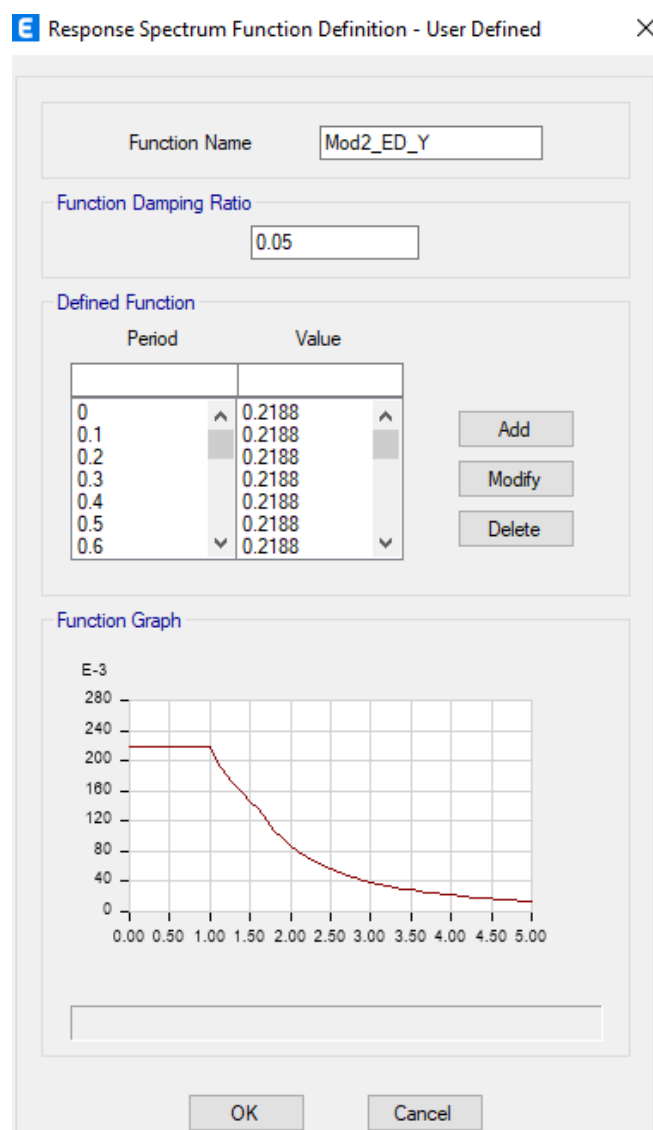 E Response Spectrum Function Definition - User Defined
Function Name Mod2_ED_Y
Function Damping Ratio
0.05
Defined Function
Period Value
0 0.2188
0.1 0.2188
0.2 0.2188
0.3 0.2188
0.4 0.2188
0.5 0.2188
0.6 0.2188
Add
Modify
Delete
Function Graph
E-3
280
240
200
160
120
80
40
0
0.00 0.50 1.00 1.50 2.00 2.50 3.00 3.50 4.00 4.50 5.00
OK Cancel